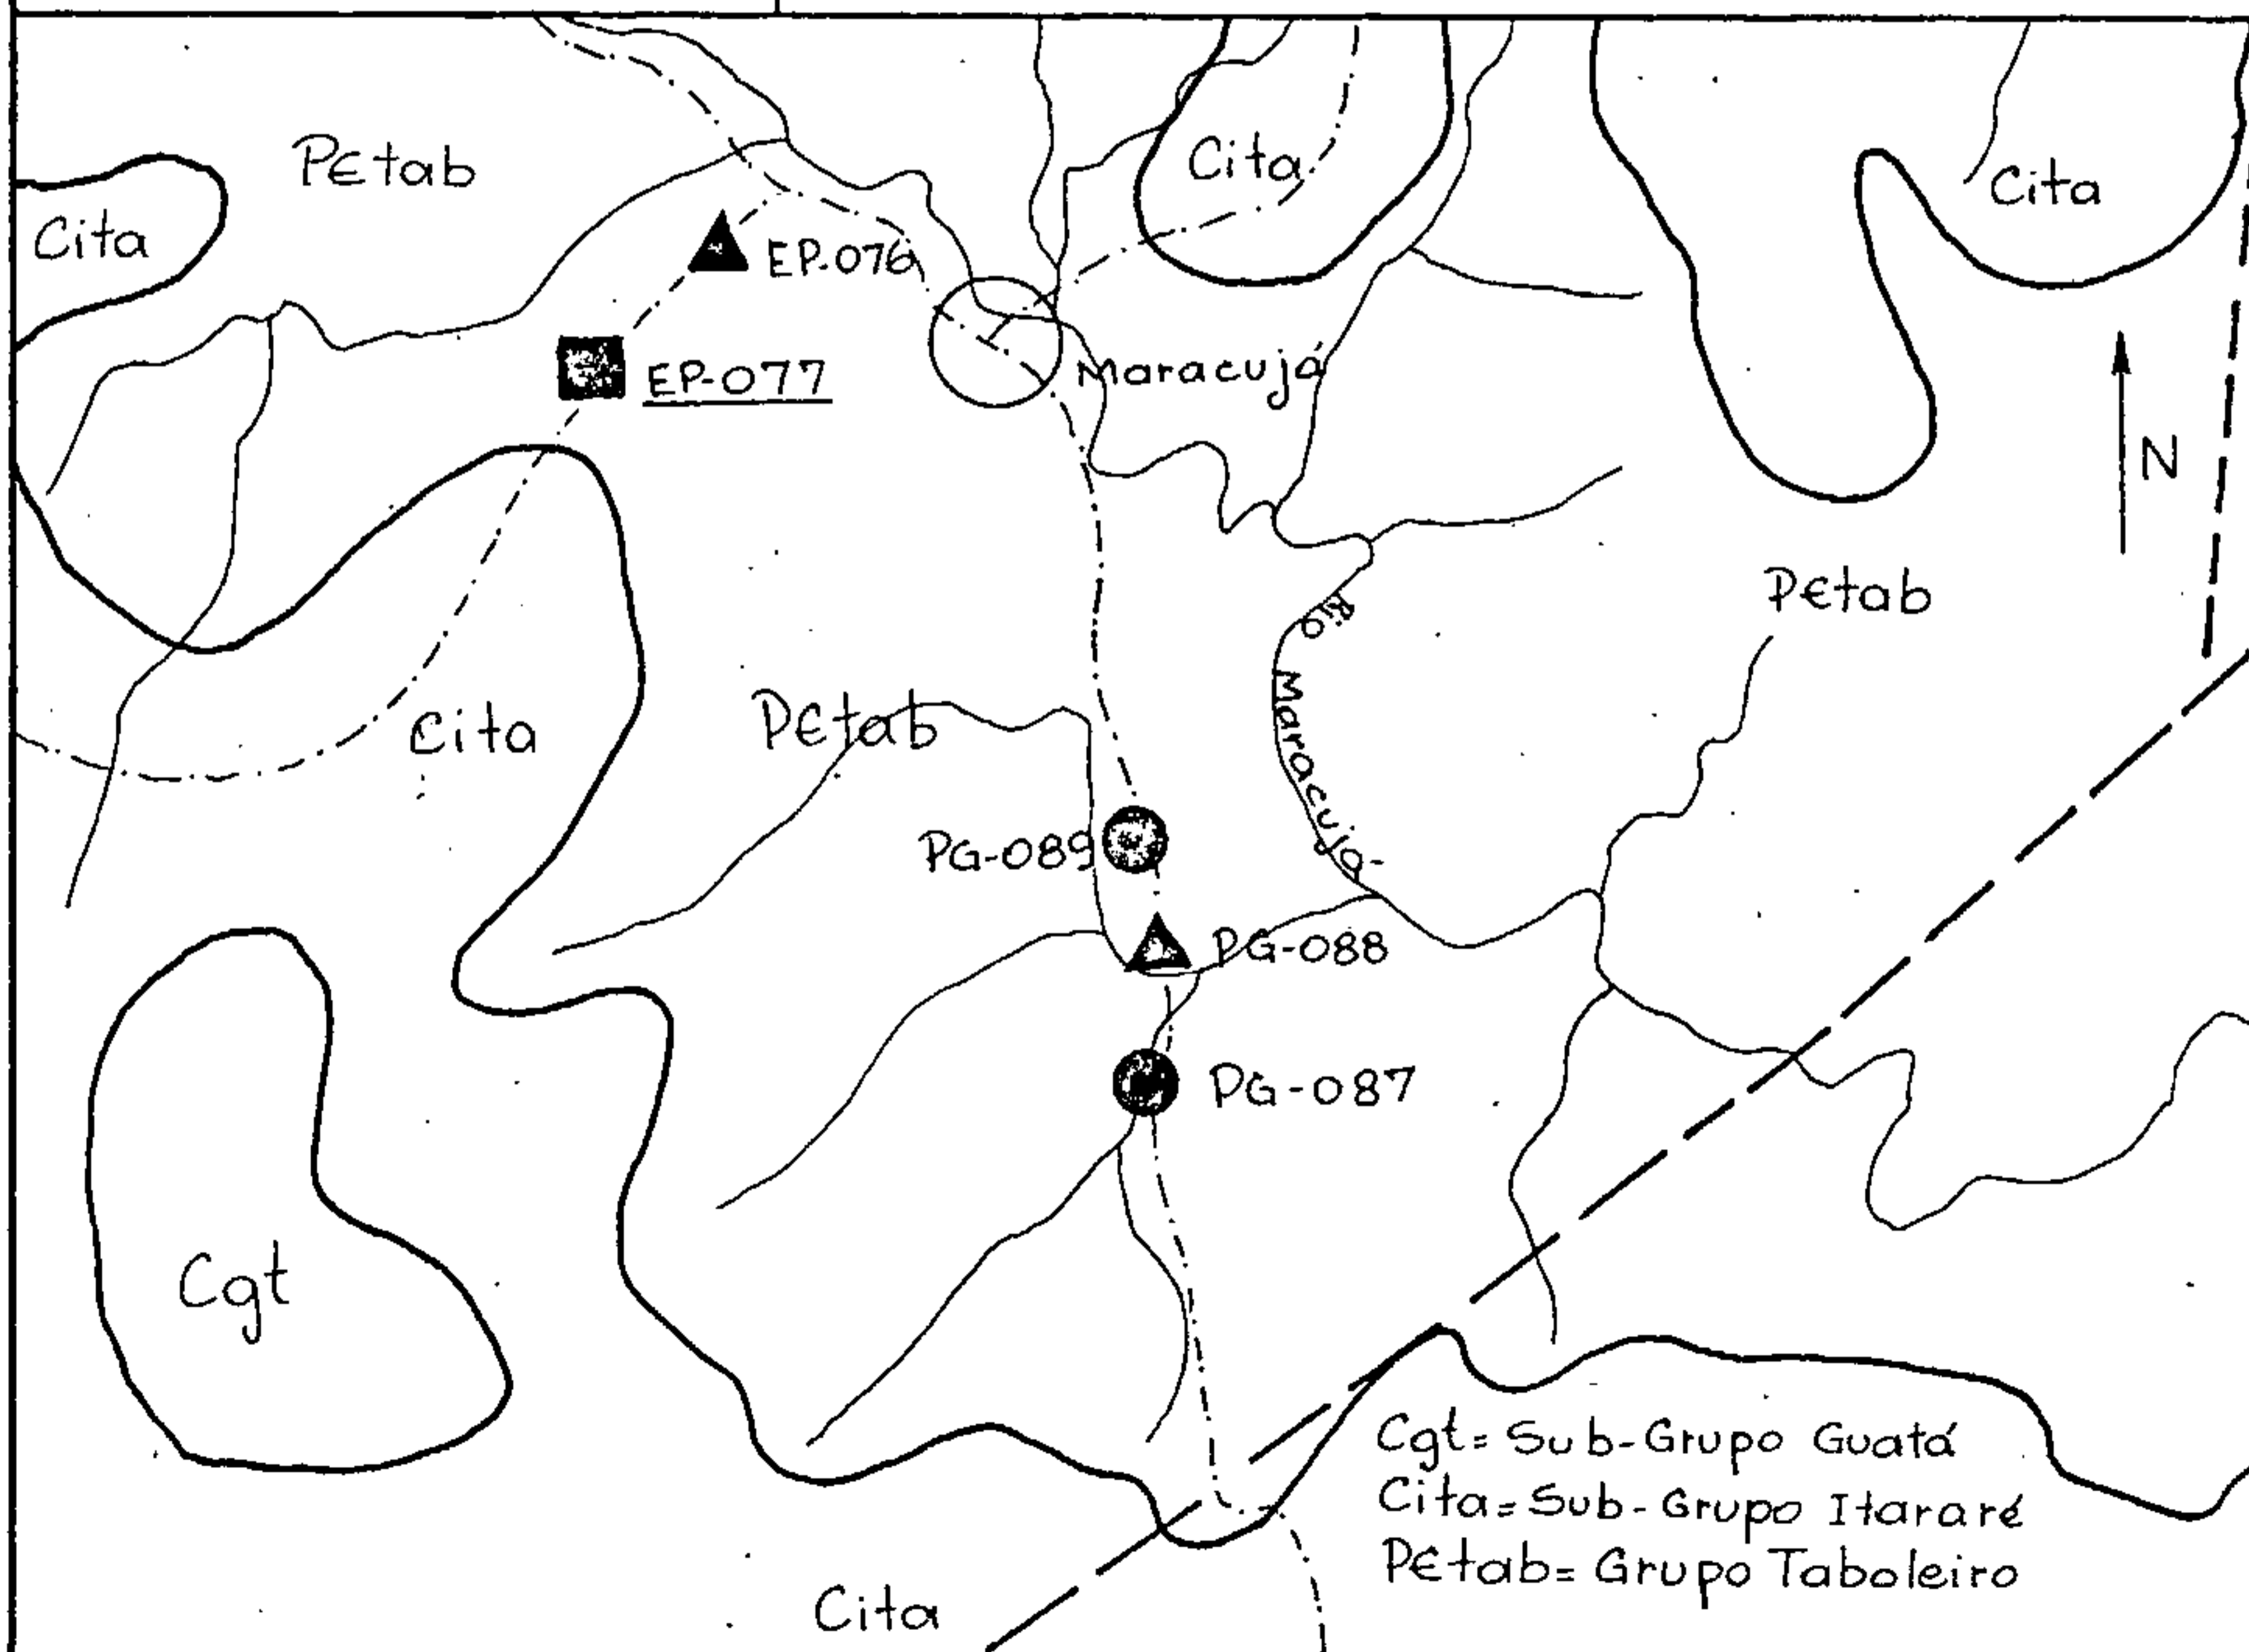 PЄtab
Cita
Cita
Cita
EP-076
EP-077
Maracujá
N
PЄtab
Rio Maracujá
Cita
PЄtab
PG-089
PG-088
PG-087
Cgt
Cgt= Sub-Grupo Guatá
Cita= Sub-Grupo Itararé
PЄtab= Grupo Taboleiro
Cita